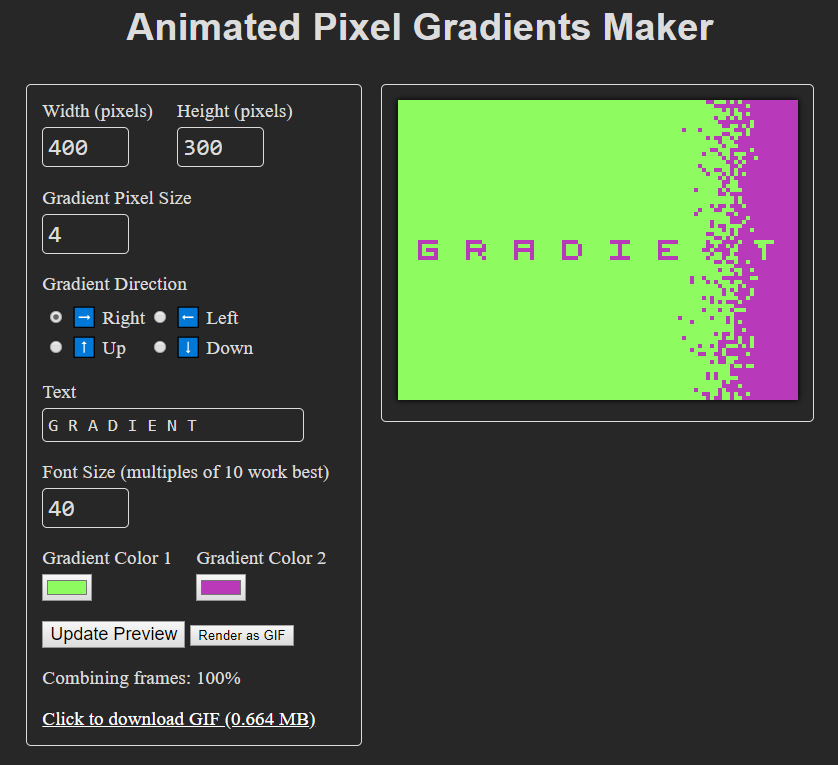 Animated Pixel Gradients Maker
Width (pixels) Height (pixels)
400 300
Gradient Pixel Size
4
Gradient Direction
→ Right ← Left
↑ Up ↓ Down
Text
G R A D I E N T
Font Size (multiples of 10 work best)
40
Gradient Color 1 Gradient Color 2
Update Preview Render as GIF
Combining frames: 100%
Click to download GIF (0.664 MB)
G R A D I E T